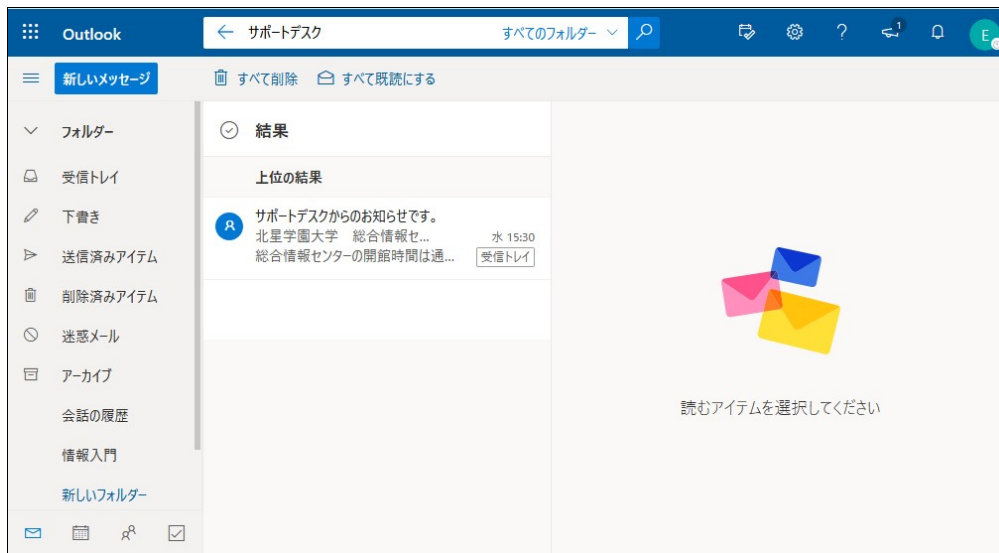 Outlook
サポートデスク
すべてのフォルダー
1
E
新しいメッセージ
すべて削除
すべて既読にする
フォルダー
受信トレイ
下書き
送信済みアイテム
削除済みアイテム
迷惑メール
アーカイブ
会話の履歴
情報入門
新しいフォルダー
結果
上位の結果
サポートデスクからのお知らせです。
北星学園大学 総合情報セ... 水 15:30
総合情報センターの開館時間は通... 受信トレイ
読むアイテムを選択してください